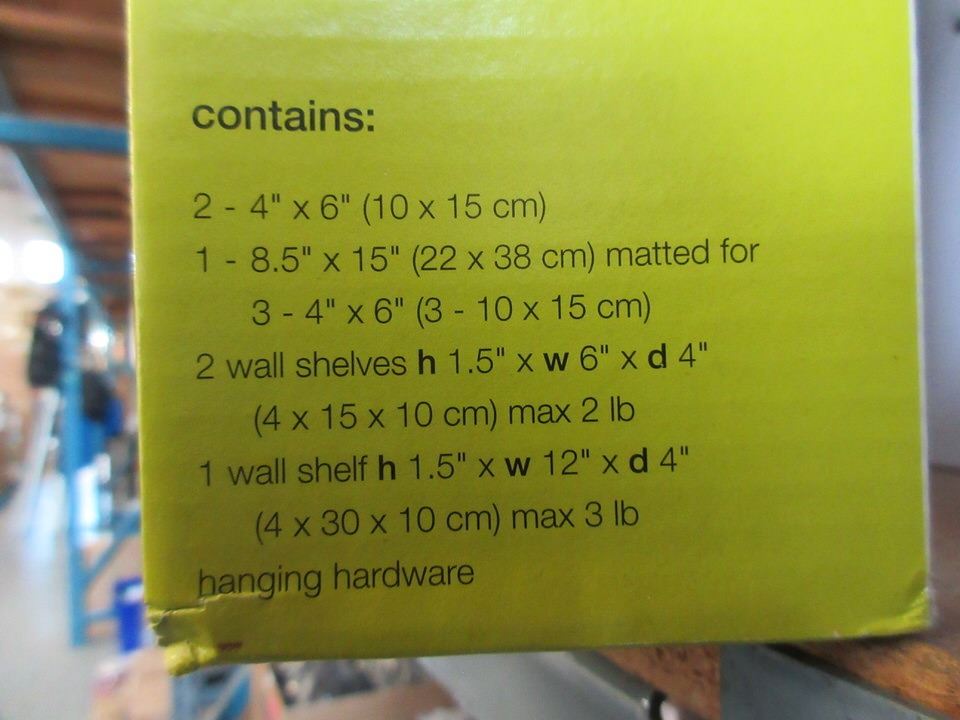 contains:
2 - 4" x 6" (10 x 15 cm)
1 - 8.5" x 15" (22 x 38 cm) matted for
3 - 4" x 6" (3 - 10 x 15 cm)
2 wall shelves h 1.5" x w 6" x d 4"
(4 x 15 x 10 cm) max 2 lb
1 wall shelf h 1.5" x w 12" x d 4"
(4 x 30 x 10 cm) max 3 lb
hanging hardware